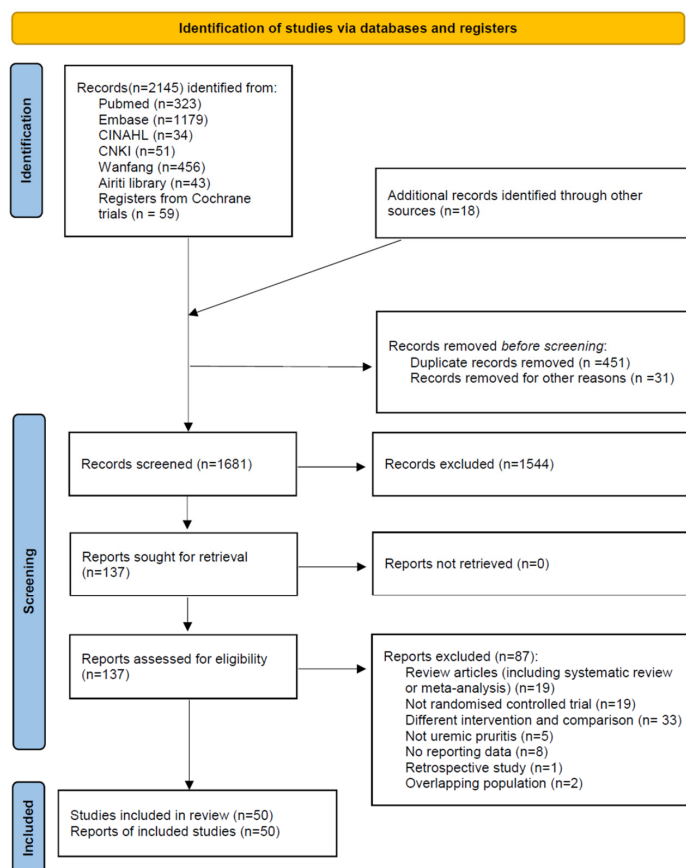 Identification of studies via databases and registers
Identification
Records(n=2145) identified from:
Pubmed (n=323)
Embase (n=1179)
CINAHL (n=34)
CNKI (n=51)
Wanfang (n=456)
Airiti library (n=43)
Registers from Cochrane
trials (n = 59)
Additional records identified through other
sources (n=18)
Records removed before screening:
Duplicate records removed (n =451)
Records removed for other reasons (n =31)
Screening
Records screened (n=1681)
Records excluded (n=1544)
Reports sought for retrieval
(n=137)
Reports not retrieved (n=0)
Reports assessed for eligibility
(n=137)
Reports excluded (n=87):
Review articles (including systematic review
or meta-analysis) (n=19)
Not randomised controlled trial (n=19)
Different intervention and comparison (n= 33)
Not uremic pruritis (n=5)
No reporting data (n=8)
Retrospective study (n=1)
Overlapping population (n=2)
Included
Studies included in review (n=50)
Reports of included studies (n=50)